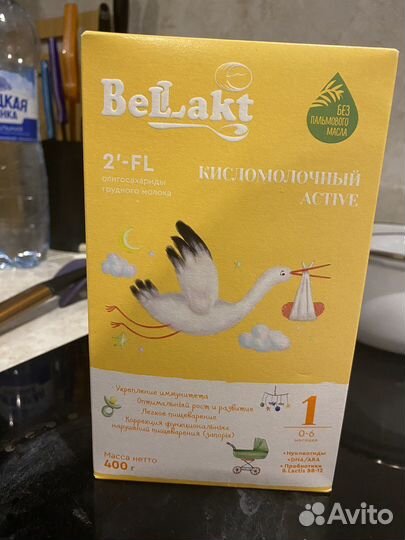 BeLLakt
2'-FL
олигосахариды
грудного молока
БЕЗ
ПАЛЬМОВОГО
МАСЛА
КИСЛОМОЛОЧНЫЙ
ACTIVE
Укрепление иммунитета
Оптимальный рост и развитие
Легкое пищеварение
Коррекция функциональных
нарушений пищеварения (запоры)
Масса нетто
400 г
1
0-6
месяцев
• Нуклеотиды
• DHA/ARA
• Пробиотики
B.Lactis BB-12
Avito